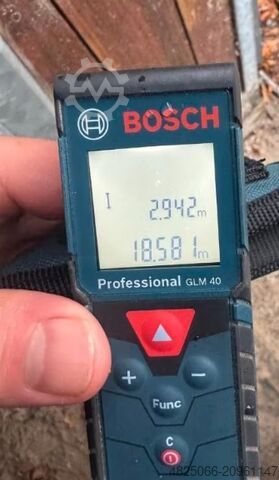 BOSCH
I 2.942 m
18.581 m
Professional GLM 40
+ −
Func
C
4825066-20961147